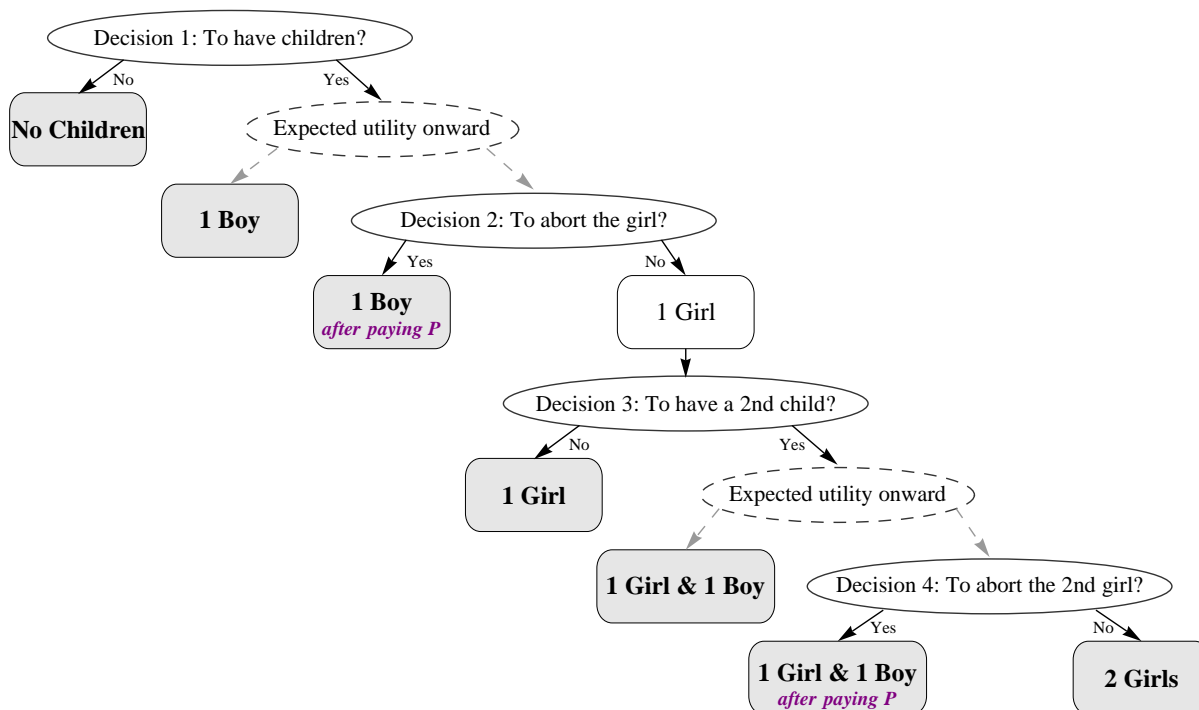 Decision 1: To have children?
No
Yes
No Children
Expected utility onward
1 Boy
Decision 2: To abort the girl?
Yes
No
1 Boy
after paying P
1 Girl
Decision 3: To have a 2nd child?
No
Yes
1 Girl
Expected utility onward
1 Girl & 1 Boy
Decision 4: To abort the 2nd girl?
Yes
No
1 Girl & 1 Boy
after paying P
2 Girls